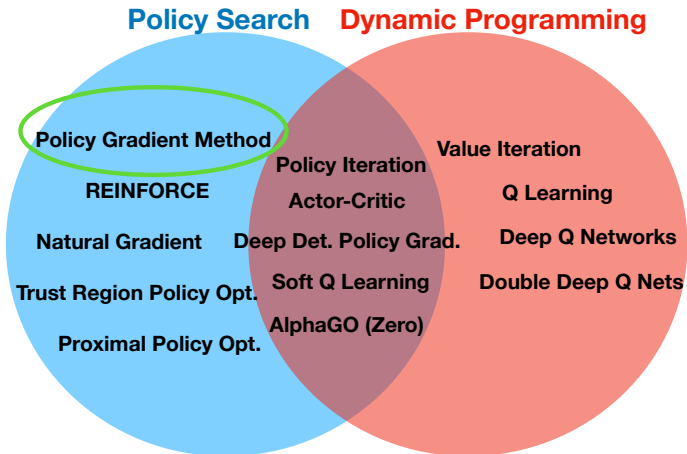 Policy Search Dynamic Programming
Policy Gradient Method
REINFORCE
Natural Gradient
Trust Region Policy Opt.
Proximal Policy Opt.
Policy Iteration
Actor-Critic
Deep Det. Policy Grad.
Soft Q Learning
AlphaGO (Zero)
Value Iteration
Q Learning
Deep Q Networks
Double Deep Q Nets